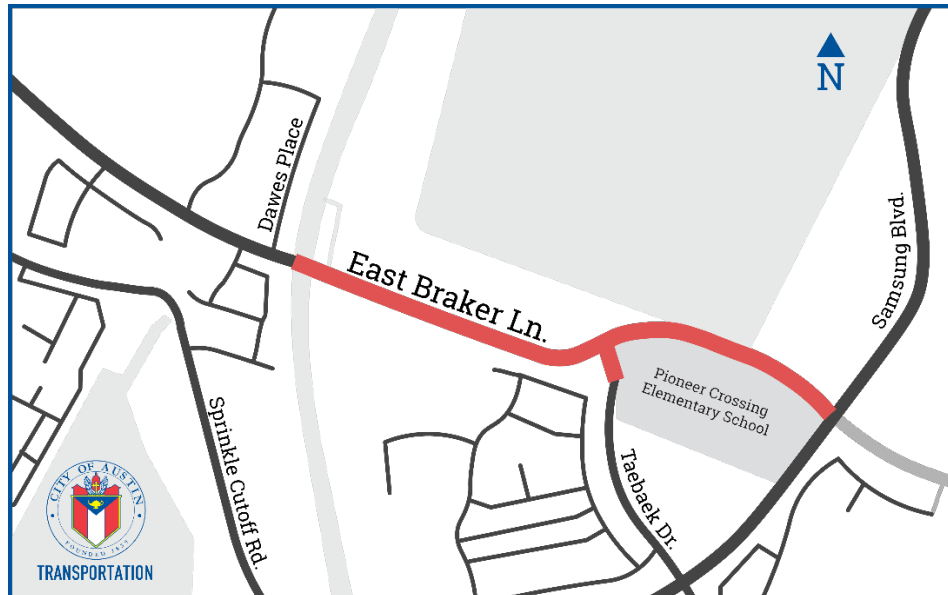 N
Dawes Place
Samsung Blvd.
East Braker Ln.
Pioneer Crossing
Elementary School
Sprinkle Cutoff Rd.
Taebaek Dr.
CITY OF AUSTIN
FOUNDED 1839
TRANSPORTATION